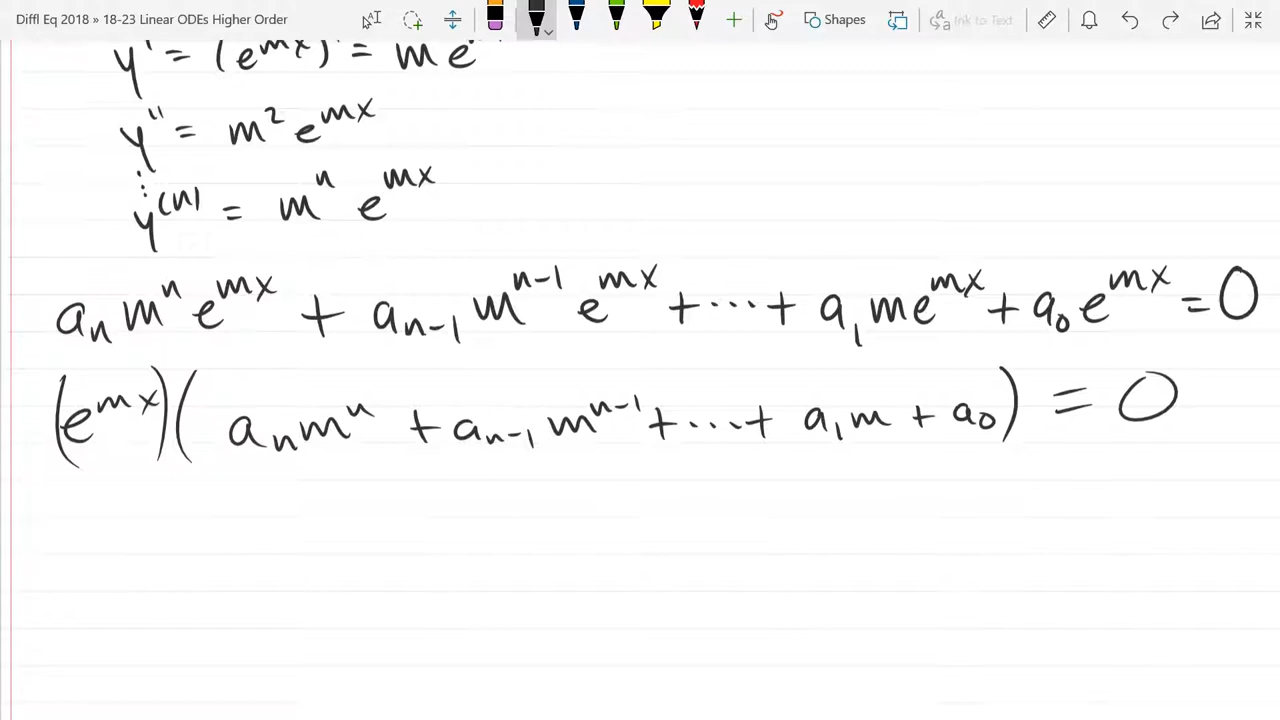 Diffl Eq 2018 » 18-23 Linear ODEs Higher Order
Shapes
Ink to Text
y' = (e^{mx})' = me
y'' = m^2 e^{mx}
⋮
y^{(n)} = m^n e^{mx}
a_n m^n e^{mx} + a_{n-1} m^{n-1} e^{mx} + ⋯ + a_1 m e^{mx} + a_0 e^{mx} = 0
(e^{mx})(a_n m^n + a_{n-1} m^{n-1} + ... + a_1 m + a_0) = 0